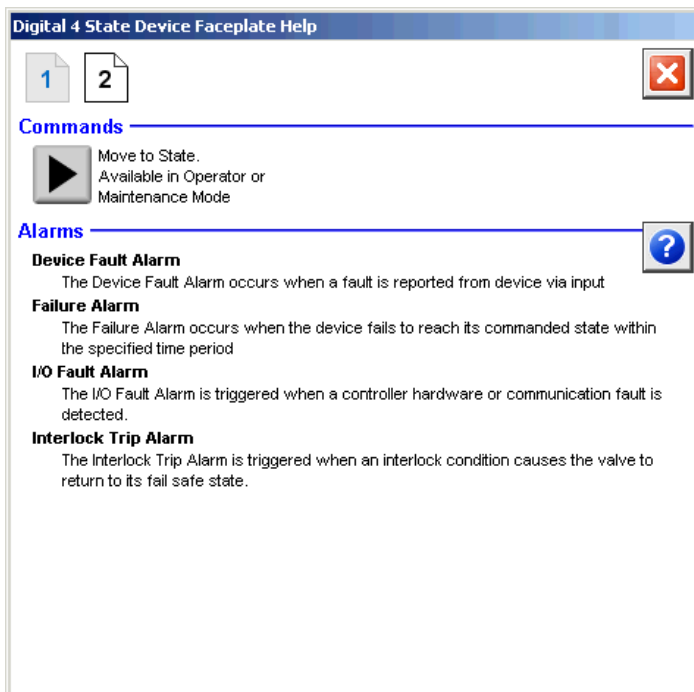 Digital 4 State Device Faceplate Help
1 2
Commands
Move to State.
Available in Operator or
Maintenance Mode
Alarms
?
Device Fault Alarm
The Device Fault Alarm occurs when a fault is reported from device via input
Failure Alarm
The Failure Alarm occurs when the device fails to reach its commanded state within
the specified time period
I/O Fault Alarm
The I/O Fault Alarm is triggered when a controller hardware or communication fault is
detected.
Interlock Trip Alarm
The Interlock Trip Alarm is triggered when an interlock condition causes the valve to
return to its fail safe state.